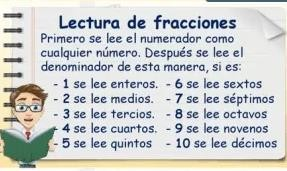 Lectura de fracciones
Primero se lee el numerador como
cualquier número. Después se lee el
denominador de esta manera, si es:
- 1 se lee enteros.
- 2 se lee medios.
- 3 se lee tercios.
- 4 se lee cuartos.
- 5 se lee quintos
- 6 se lee sextos
- 7 se lee séptimos
- 8 se lee octavos
- 9 se lee novenos
- 10 se lee décimos